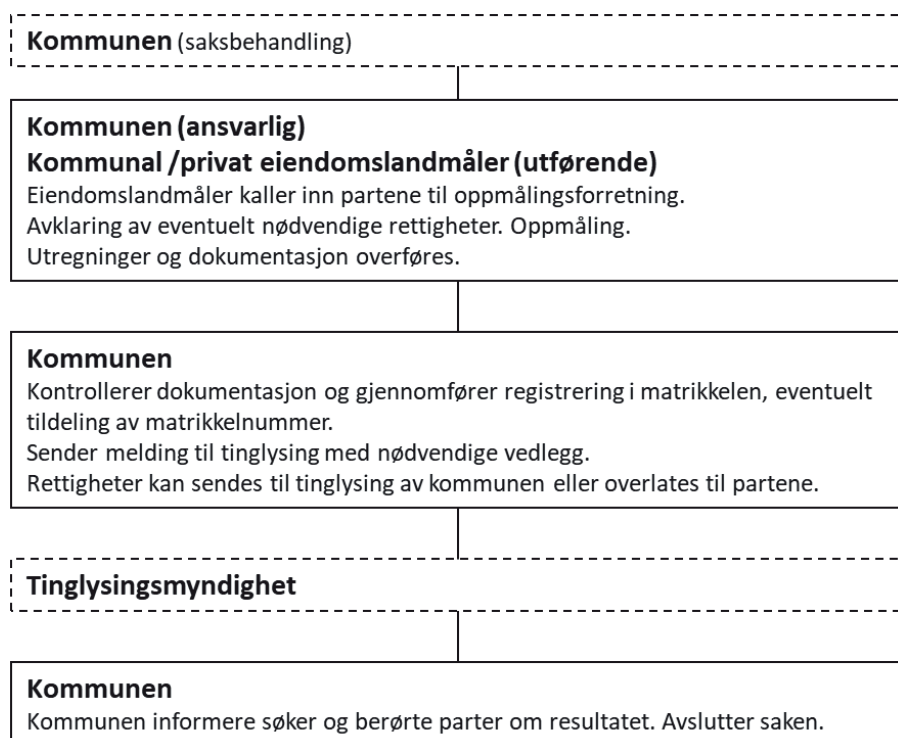 Kommunen (saksbehandling)
Kommunen (ansvarlig)
Kommunal /privat eiendomslandmåler (utførende)
Eiendomslandmåler kaller inn partene til oppmålingsforretning.
Avklaring av eventuelt nødvendige rettigheter. Oppmåling.
Utregninger og dokumentasjon overføres.
Kommunen
Kontrollerer dokumentasjon og gjennomfører registrering i matrikkelen, eventuelt
tildeling av matrikkelnummer.
Sender melding til tinglysing med nødvendige vedlegg.
Rettigheter kan sendes til tinglysing av kommunen eller overlates til partene.
Tinglysingsmyndighet
Kommunen
Kommunen informere søker og berørte parter om resultatet. Avslutter saken.